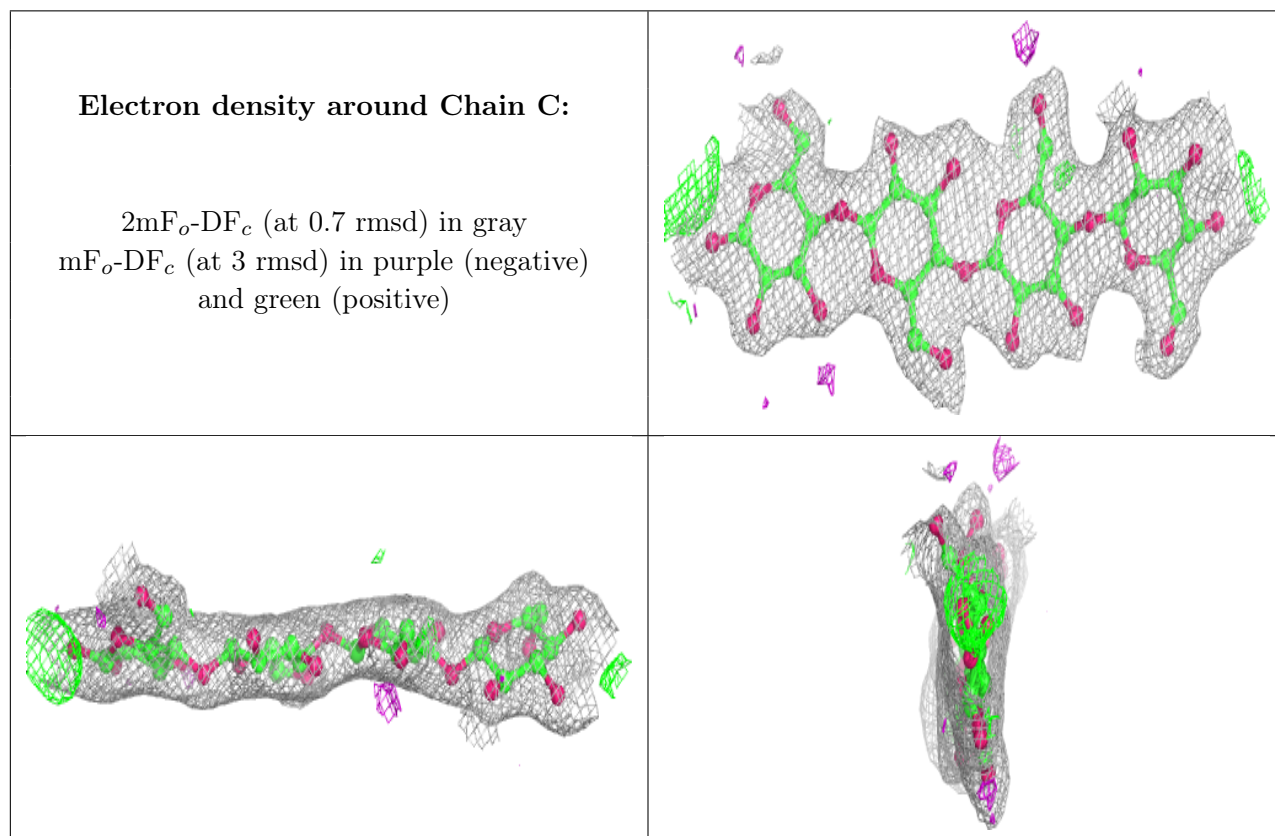 Electron density around Chain C:
2mFo-DFc (at 0.7 rmsd) in gray
mFo-DFc (at 3 rmsd) in purple (negative)
and green (positive)